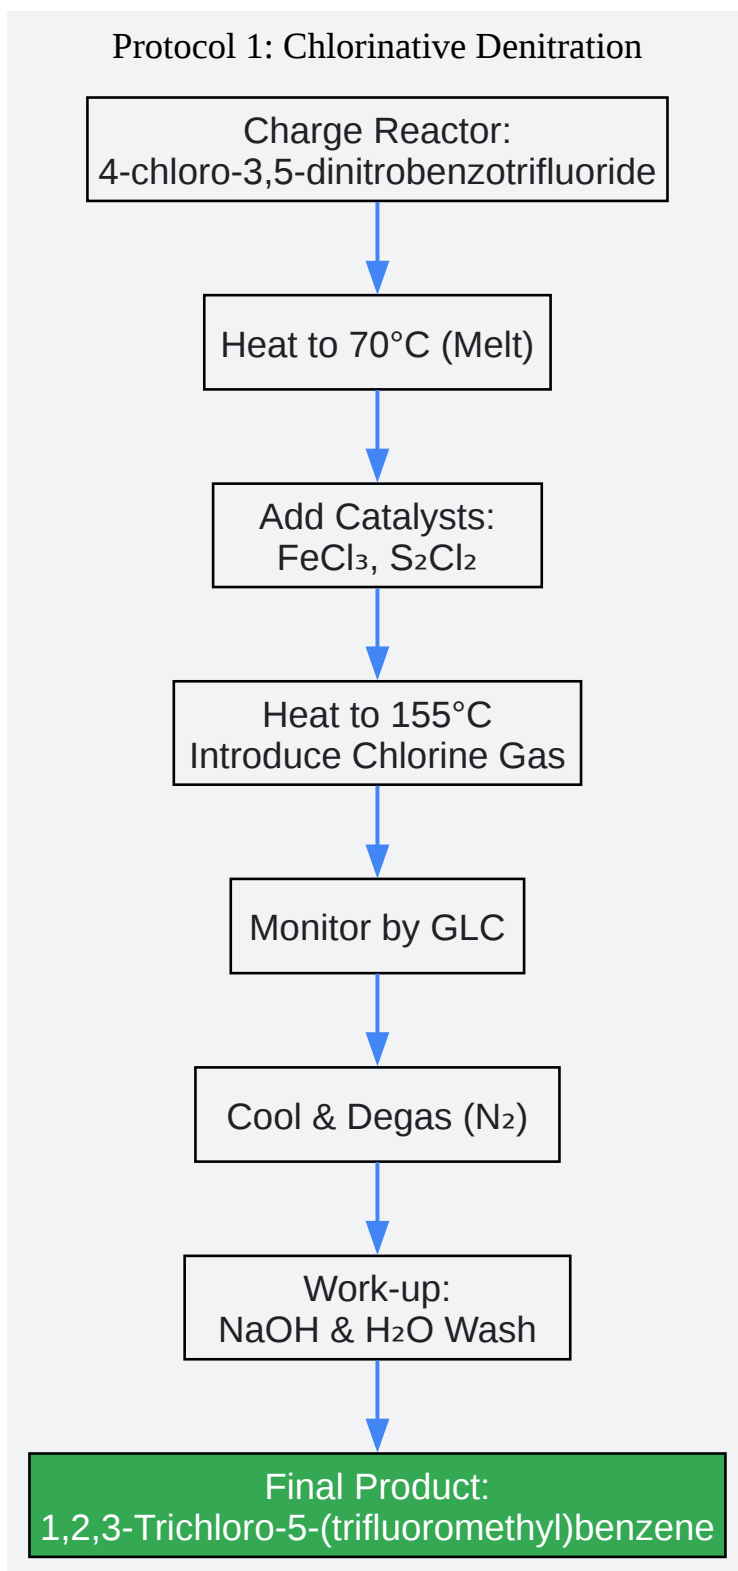 Protocol 1: Chlorinative Denitration
Charge Reactor:
4-chloro-3,5-dinitrobenzotrifluoride
Heat to 70°C (Melt)
Add Catalysts:
FeCl₃, S₂Cl₂
Heat to 155°C
Introduce Chlorine Gas
Monitor by GLC
Cool & Degas (N₂)
Work-up:
NaOH & H₂O Wash
Final Product:
1,2,3-Trichloro-5-(trifluoromethyl)benzene